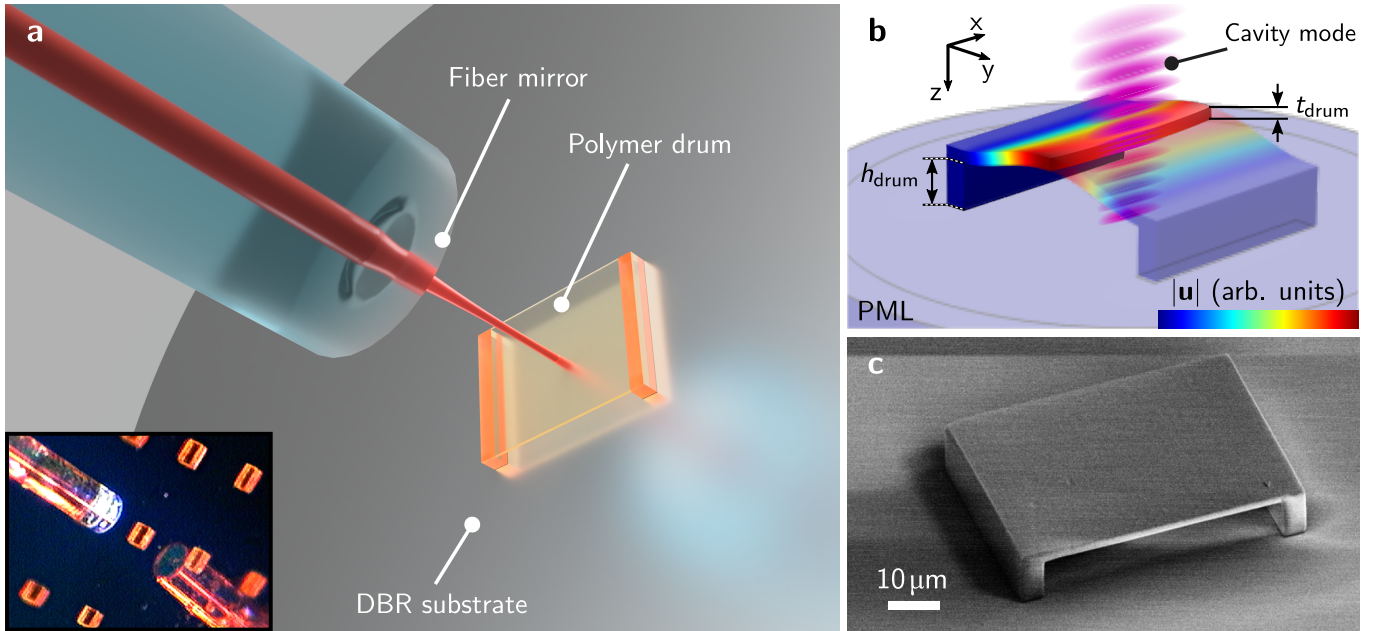 a
Fiber mirror
Polymer drum
DBR substrate
b
x
y
z
Cavity mode
t_drum
h_drum
|u| (arb. units)
PML
c
10 μm